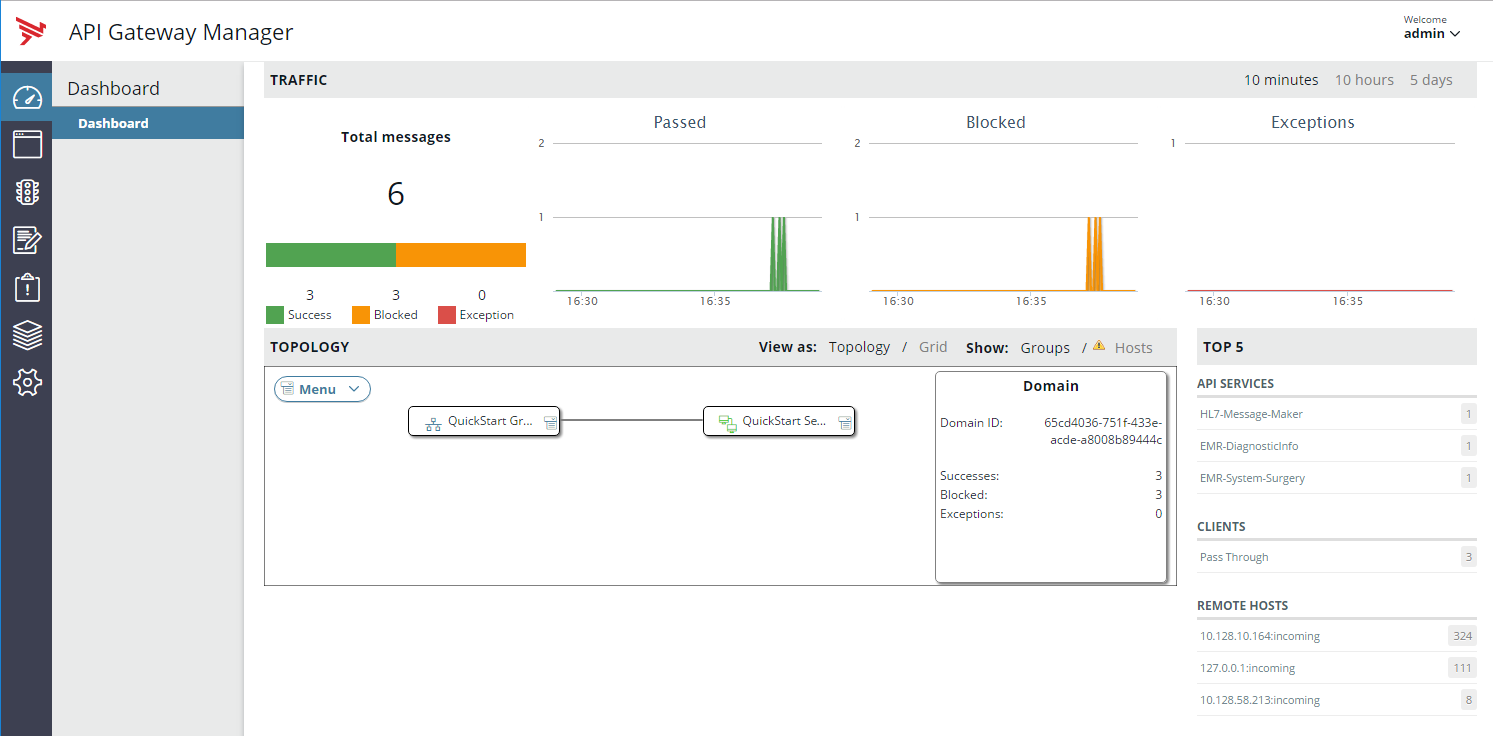 API Gateway Manager
Welcome
admin
Dashboard
Dashboard
TRAFFIC
10 minutes 10 hours 5 days
Total messages
6
3 3 0
Success Blocked Exception
Passed
2
1
16:30 16:35
Blocked
2
1
16:30 16:35
Exceptions
1
16:30 16:35
TOPOLOGY
View as: Topology / Grid Show: Groups / Hosts
Menu
QuickStart Gr...
QuickStart Se...
Domain
Domain ID: 65cd4036-751f-433e-
acde-a8008b89444c
Successes: 3
Blocked: 3
Exceptions: 0
TOP 5
API SERVICES
HL7-Message-Maker 1
EMR-DiagnosticInfo 1
EMR-System-Surgery 1
CLIENTS
Pass Through 3
REMOTE HOSTS
10.128.10.164:incoming 324
127.0.0.1:incoming 111
10.128.58.213:incoming 8